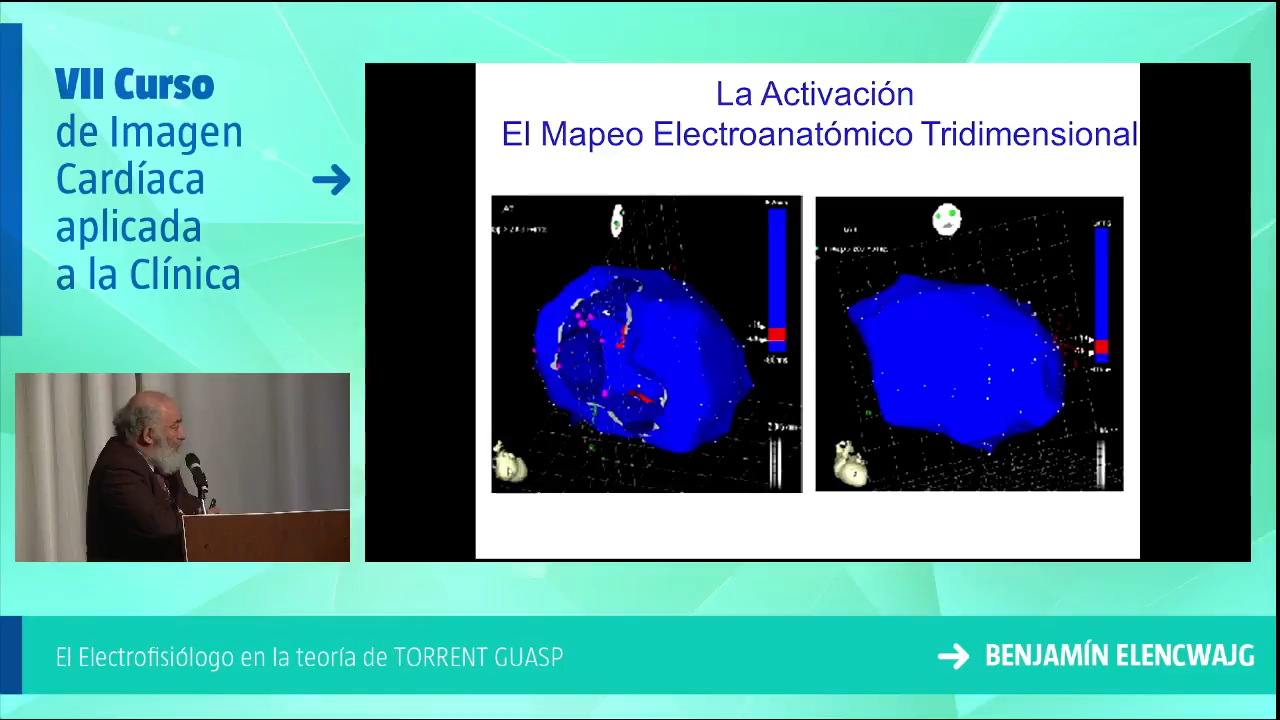 VII Curso
de Imagen
Cardíaca
aplicada
a la Clínica
La Activación
El Mapeo Electroanatómico Tridimensional
El Electrofisiólogo en la teoría de TORRENT GUASP
BENJAMÍN ELENCWAJG